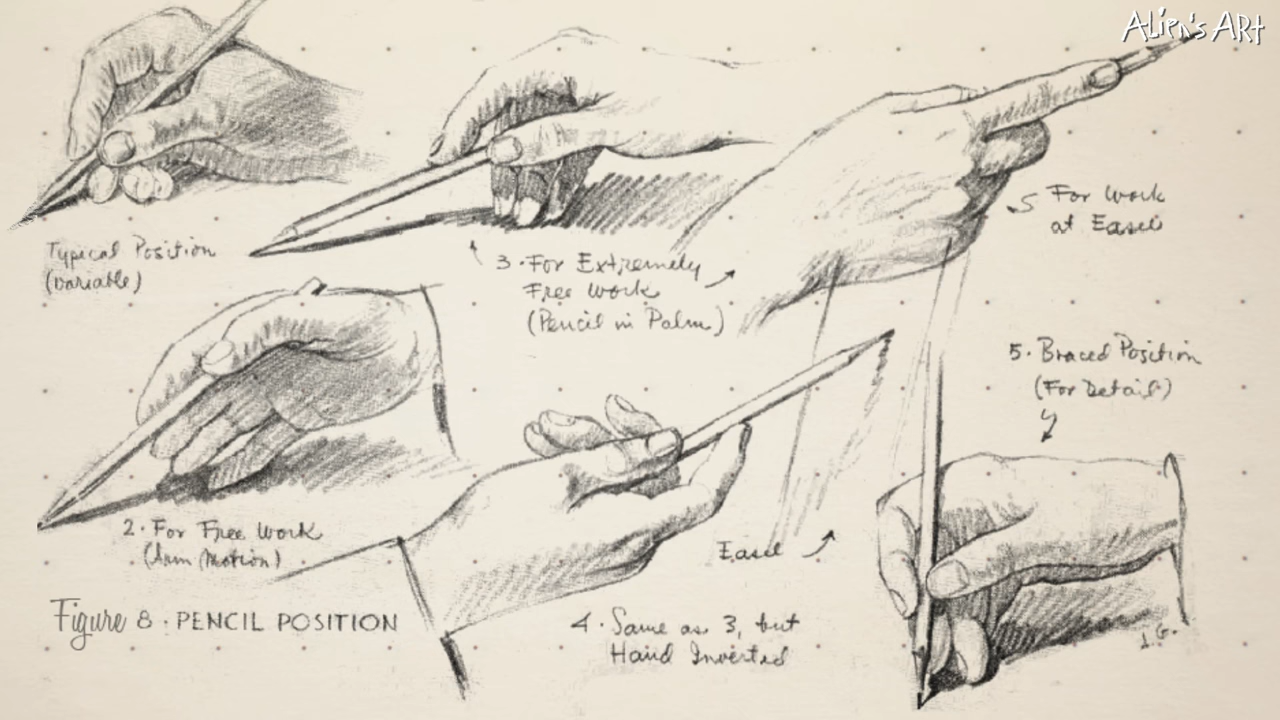 Alien's ART
Typical Position
(variable)
3. For Extremely
Free Work
(Pencil in Palm)
For Work
at Easel
5. Braced Position
(For Detail)
2. For Free Work
(Arm Motion)
Easel
Figure 8 · PENCIL POSITION
4. Same as 3, but
Hand Inverted